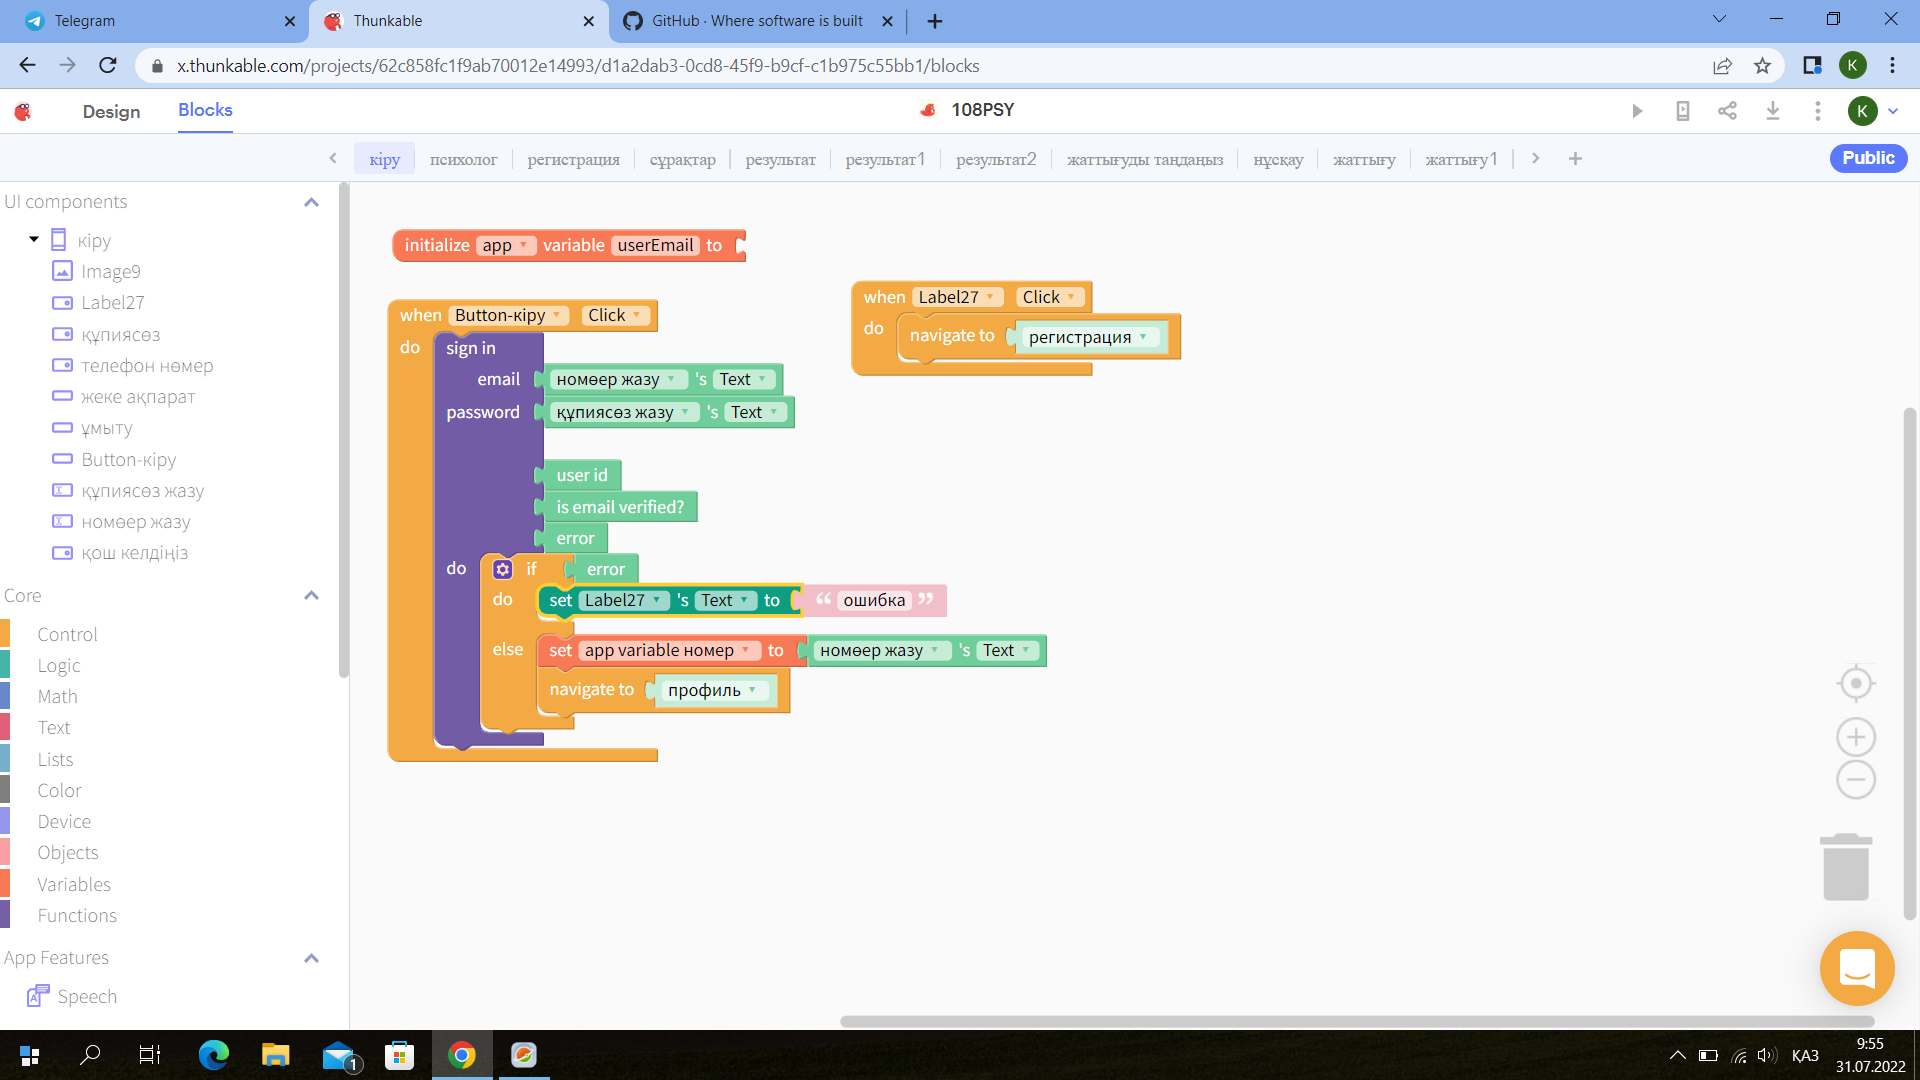 Telegram
Thunkable
GitHub · Where software is built
x.thunkable.com/projects/62c858fc1f9ab70012e14993/d1a2dab3-0cd8-45f9-b9cf-c1b975c55bb1/blocks
K
Design
Blocks
108PSY
K
кіру
психолог
регистрация
сұрақтар
результат
результат1
результат2
жаттығуды таңдаңыз
нұсқау
жаттығу
жаттығу1
Public
UI components
кіру
Image9
Label27
құпиясөз
телефон нөмер
жеке ақпарат
ұмыту
Button-кіру
құпиясөз жазу
номөер жазу
қош келдіңіз
Core
Control
Logic
Math
Text
Lists
Color
Device
Objects
Variables
Functions
App Features
Speech
initialize app variable userEmail to
when Button-кіру Click
do sign in
email номөер жазу 's Text
password құпиясөз жазу 's Text
user id
is email verified?
error
do if error
do set Label27 's Text to “ ошибка ”
else set app variable номер to номөер жазу 's Text
navigate to профиль
when Label27 Click
do navigate to регистрация
1
ҚАЗ
9:55
31.07.2022